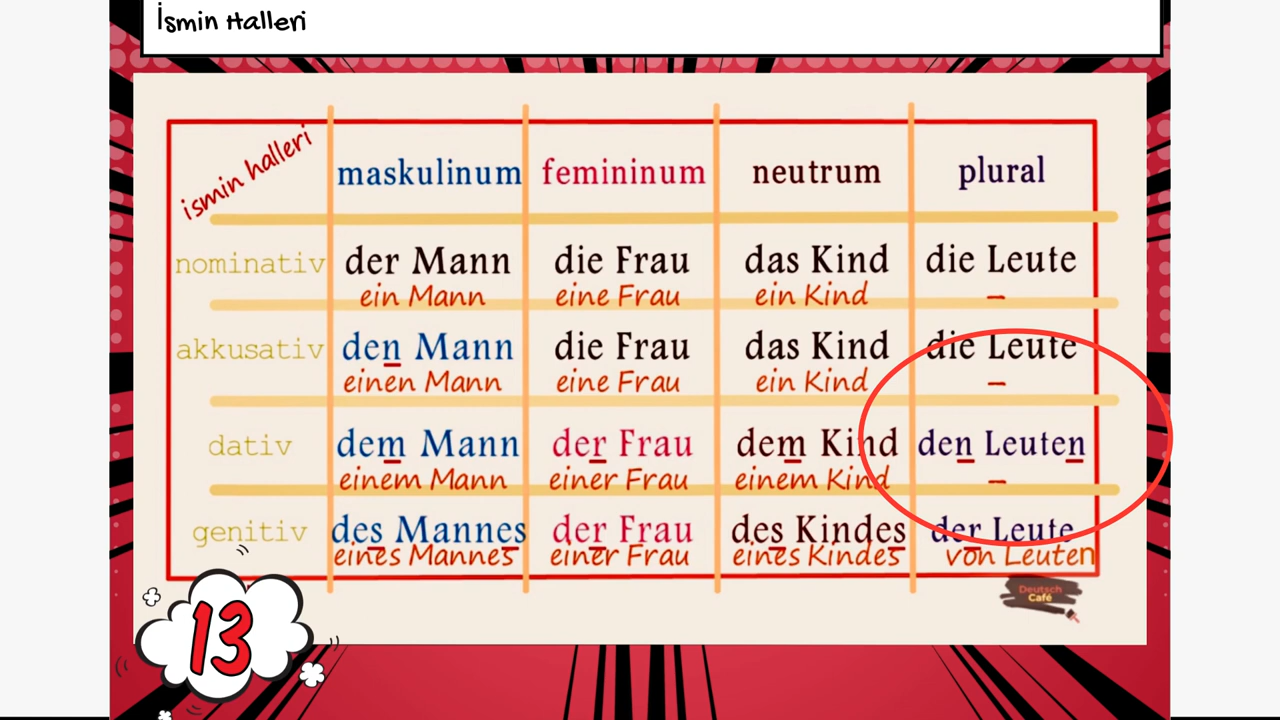 İsmin Halleri
ismin halleri maskulinum femininum neutrum plural
nominativ der Mann die Frau das Kind die Leute
ein Mann eine Frau ein Kind –
akkusativ den Mann die Frau das Kind die Leute
einen Mann eine Frau ein Kind –
dativ dem Mann der Frau dem Kind den Leuten
einem Mann einer Frau einem Kind –
genitiv des Mannes der Frau des Kindes der Leute
eines Mannes einer Frau eines Kindes von Leuten
Deutsch
Café
13